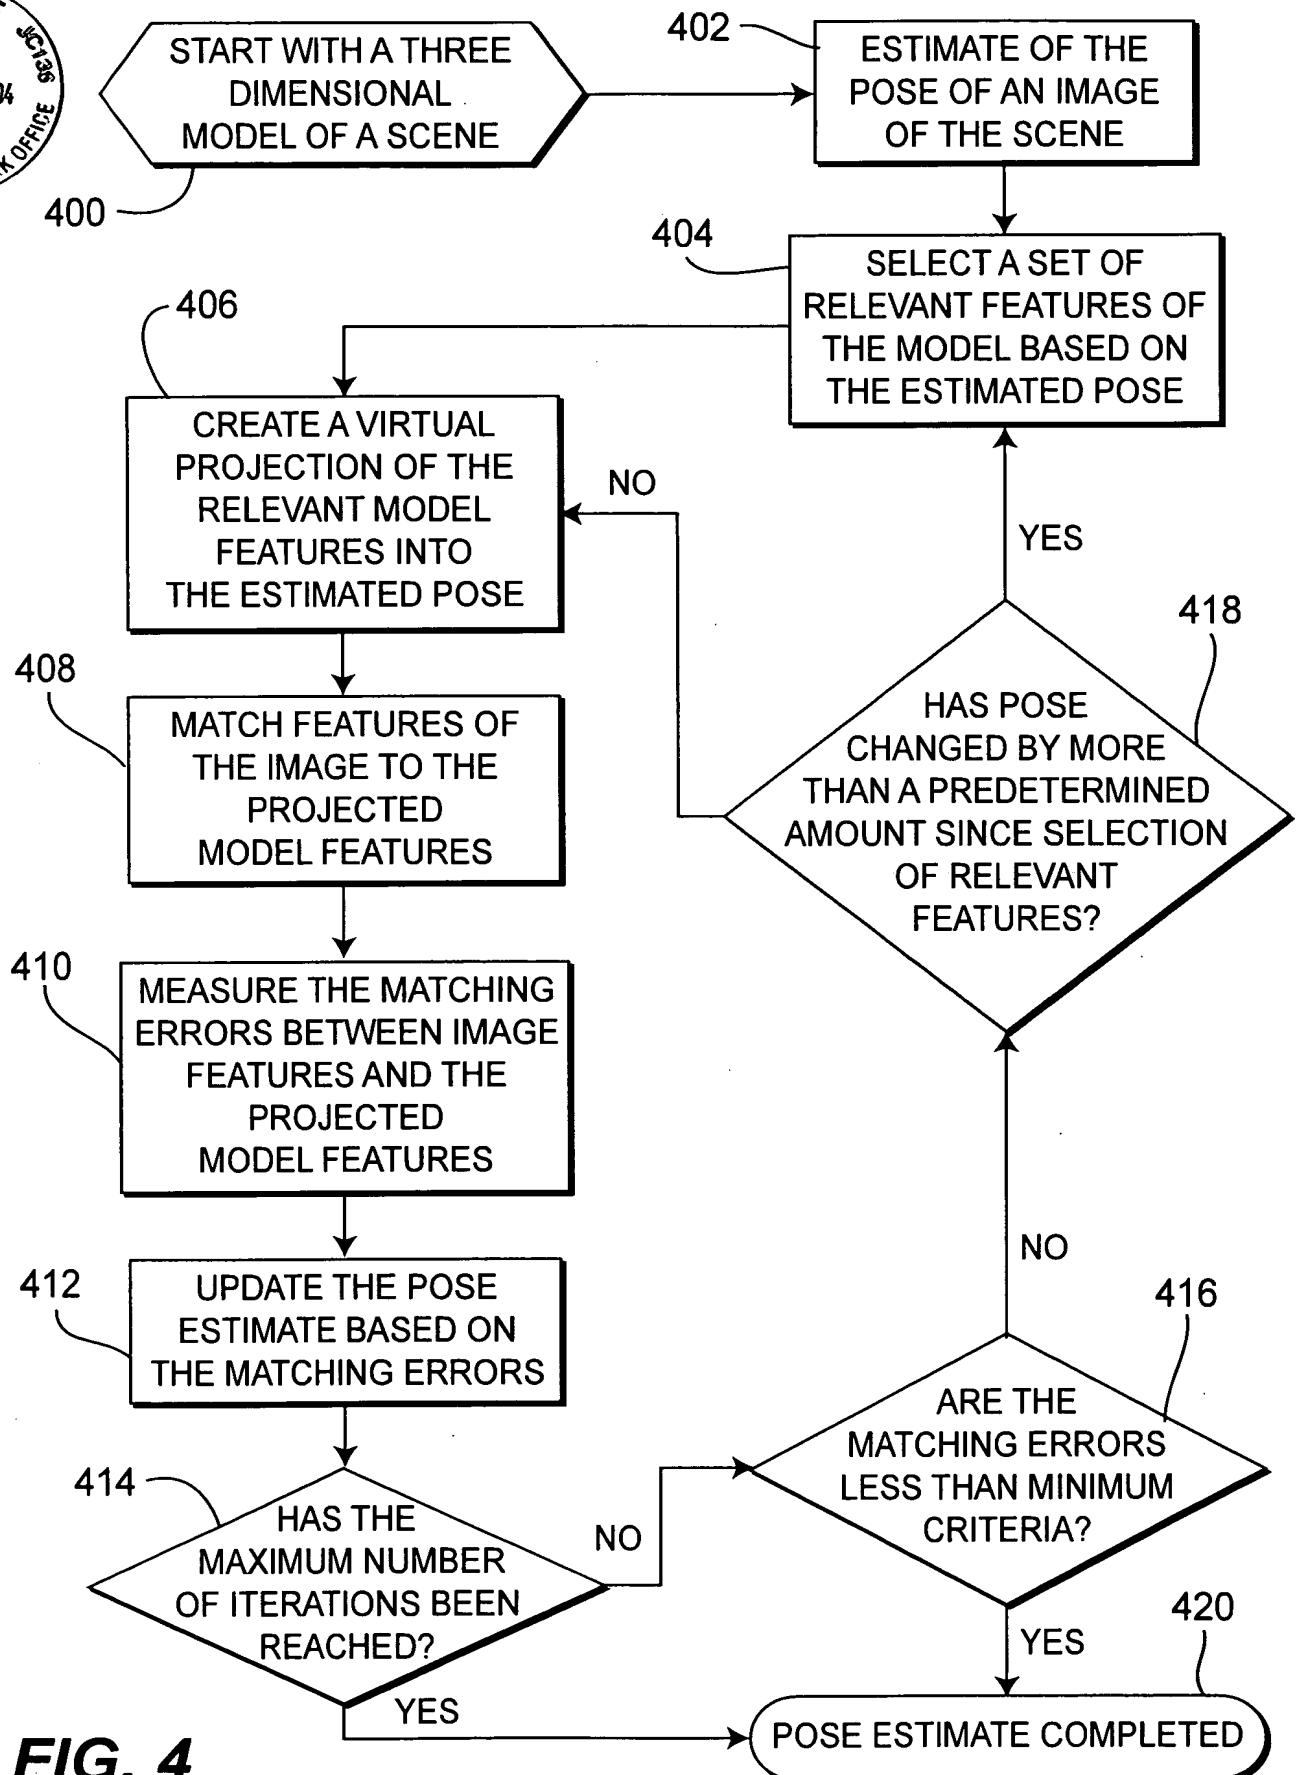 JC136
04
K OFFICE
START WITH A THREE
DIMENSIONAL
MODEL OF A SCENE
400
402
ESTIMATE OF THE
POSE OF AN IMAGE
OF THE SCENE
404
SELECT A SET OF
RELEVANT FEATURES OF
THE MODEL BASED ON
THE ESTIMATED POSE
406
CREATE A VIRTUAL
PROJECTION OF THE
RELEVANT MODEL
FEATURES INTO
THE ESTIMATED POSE
NO
YES
408
MATCH FEATURES OF
THE IMAGE TO THE
PROJECTED
MODEL FEATURES
418
HAS POSE
CHANGED BY MORE
THAN A PREDETERMINED
AMOUNT SINCE SELECTION
OF RELEVANT
FEATURES?
410
MEASURE THE MATCHING
ERRORS BETWEEN IMAGE
FEATURES AND THE
PROJECTED
MODEL FEATURES
NO
412
UPDATE THE POSE
ESTIMATE BASED ON
THE MATCHING ERRORS
416
ARE THE
MATCHING ERRORS
LESS THAN MINIMUM
CRITERIA?
414
HAS THE
MAXIMUM NUMBER
OF ITERATIONS BEEN
REACHED?
NO
YES
YES
420
POSE ESTIMATE COMPLETED
FIG. 4